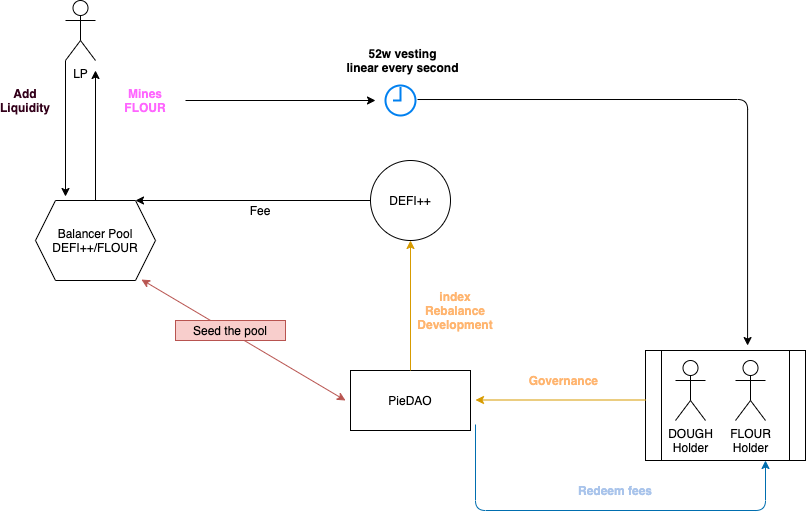 52w vesting
linear every second
LP
Add
Liquidity
Mines
FLOUR
DEFI++
Fee
Balancer Pool
DEFI++/FLOUR
index
Rebalance
Development
Seed the pool
Governance
PieDAO
DOUGH
Holder
FLOUR
Holder
Redeem fees